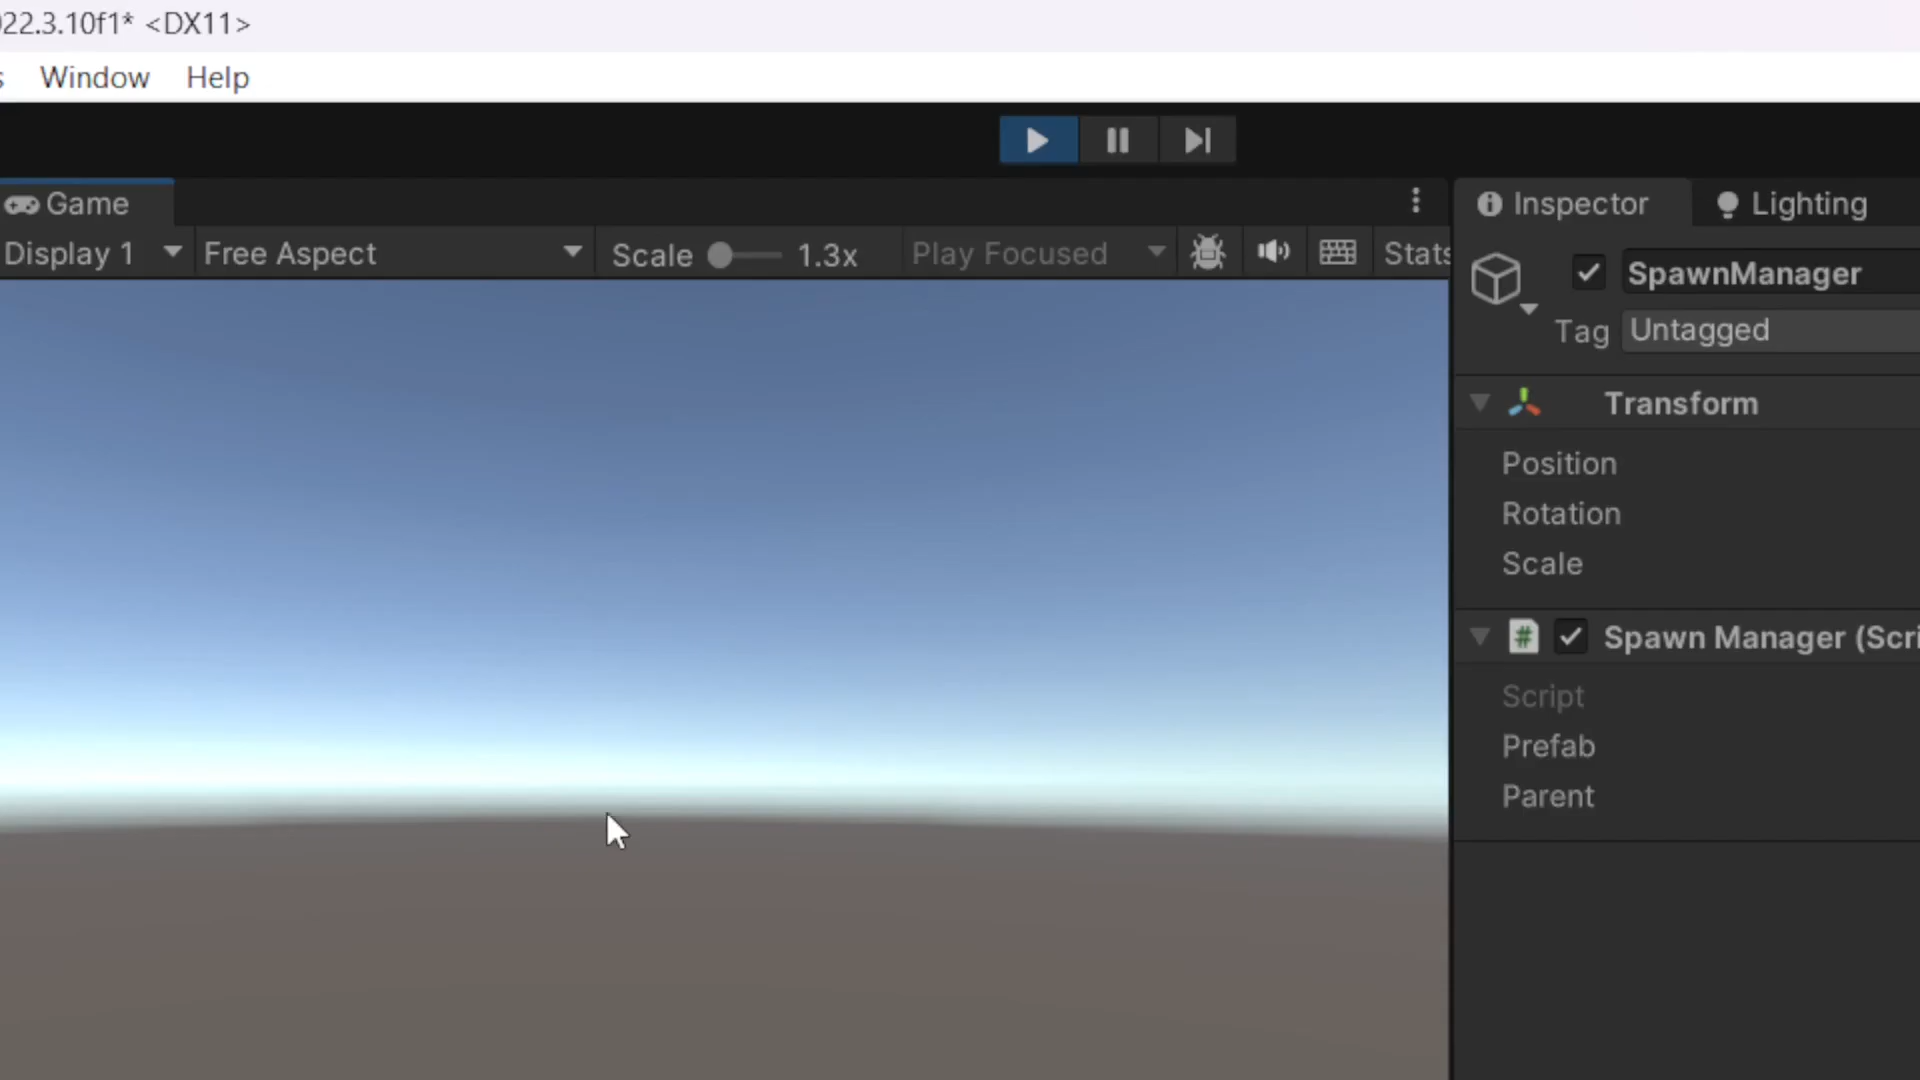 022.3.10f1* <DX11>
Window Help
Game
Inspector
Lighting
Display 1
Free Aspect
Scale
1.3x
Play Focused
Stats
SpawnManager
Tag Untagged
Transform
Position
Rotation
Scale
# Spawn Manager (Scri
Script
Prefab
Parent